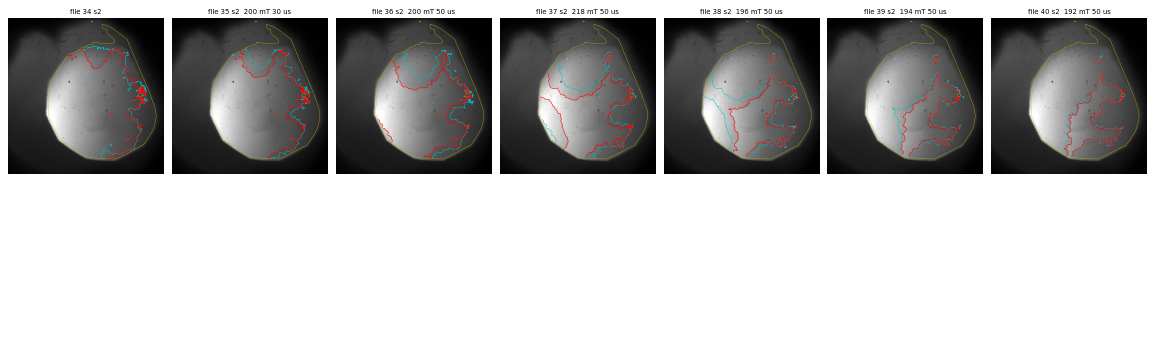 file 34 s2
file 35 s2  200 mT 30 us
file 36 s2  200 mT 50 us
file 37 s2  218 mT 50 us
file 38 s2  196 mT 50 us
file 39 s2  194 mT 50 us
file 40 s2  192 mT 50 us